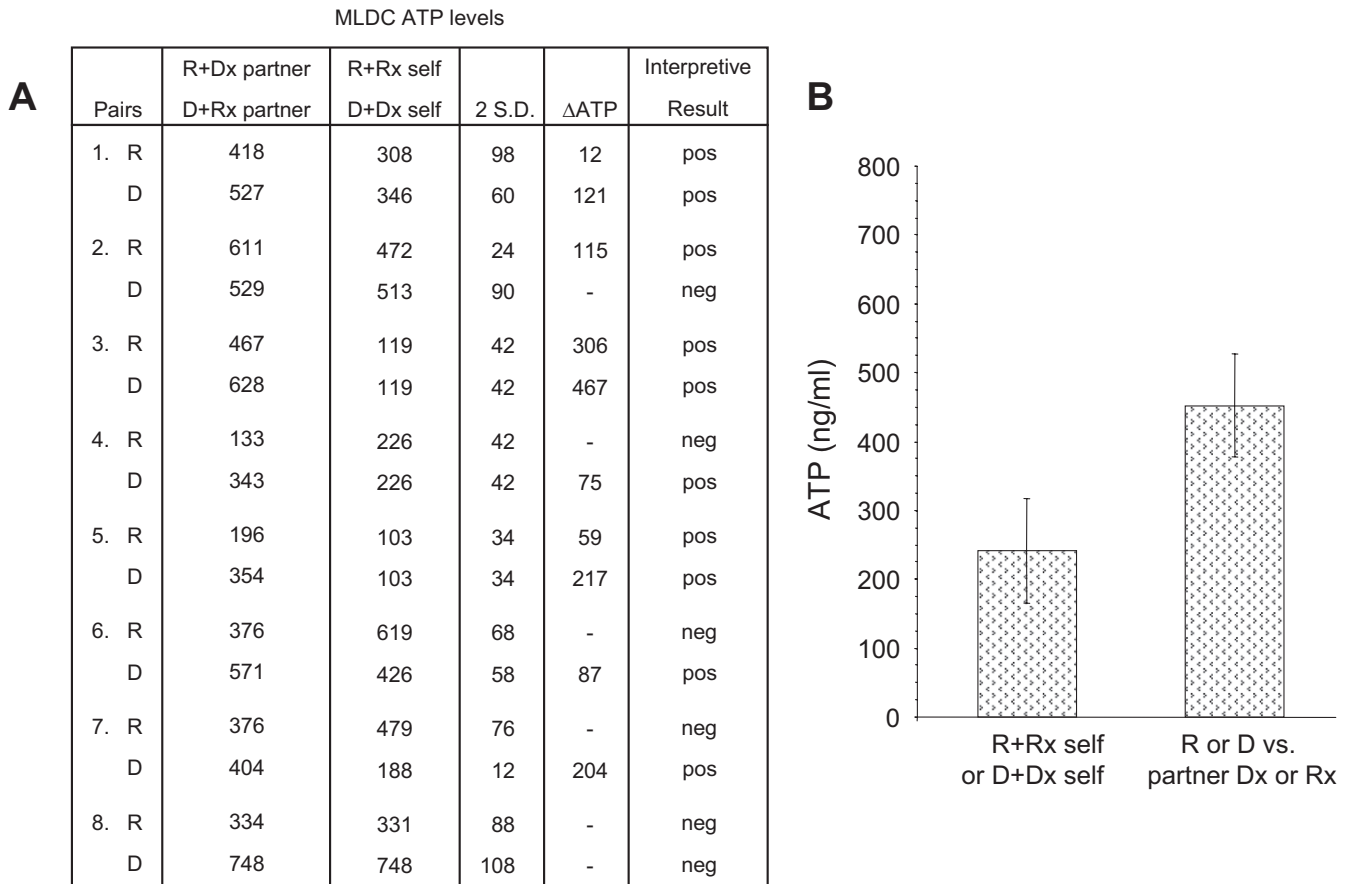 MLDC ATP levels
A
Pairs | R+Dx partner | R+Rx self | 2 S.D. | ΔATP | Interpretive
D+Rx partner | D+Dx self | Result
1. R 418 308 98 12 pos
D 527 346 60 121 pos
2. R 611 472 24 115 pos
D 529 513 90 - neg
3. R 467 119 42 306 pos
D 628 119 42 467 pos
4. R 133 226 42 - neg
D 343 226 42 75 pos
5. R 196 103 34 59 pos
D 354 103 34 217 pos
6. R 376 619 68 - neg
D 571 426 58 87 pos
7. R 376 479 76 - neg
D 404 188 12 204 pos
8. R 334 331 88 - neg
D 748 748 108 - neg
B
ATP (ng/ml)
800
700
600
500
400
300
200
100
0
R+Rx self
or D+Dx self
R or D vs.
partner Dx or Rx